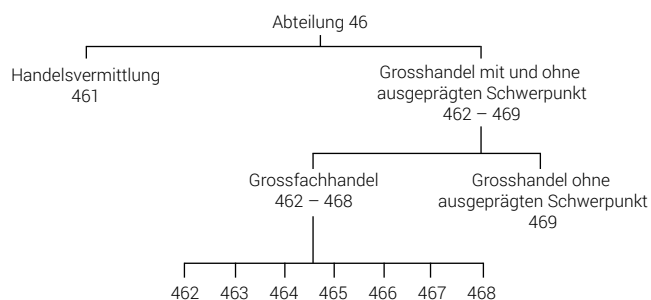 Abteilung 46
Handelsvermittlung
461
Grosshandel mit und ohne
ausgeprägten Schwerpunkt
462 – 469
Grossfachhandel
462 – 468
Grosshandel ohne
ausgeprägten Schwerpunkt
469
462 463 464 465 466 467 468